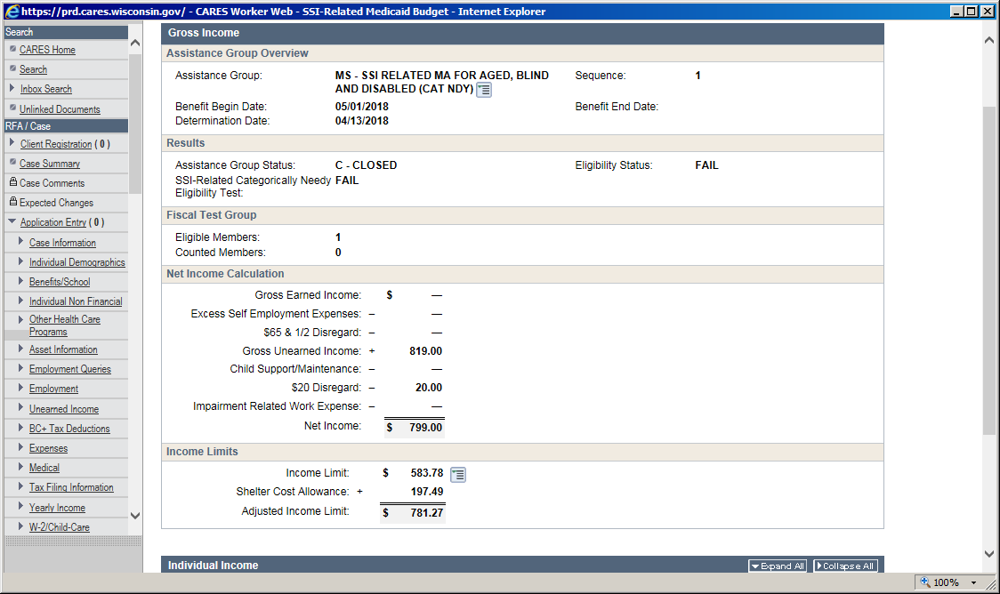 https://prd.cares.wisconsin.gov/ - CARES Worker Web - SSI-Related Medicaid Budget - Internet Explorer
Search
CARES Home
Search
Inbox Search
Unlinked Documents
RFA / Case
Client Registration ( 0 )
Case Summary
Case Comments
Expected Changes
Application Entry ( 0 )
Case Information
Individual Demographics
Benefits/School
Individual Non Financial
Other Health Care
Programs
Asset Information
Employment Queries
Employment
Unearned Income
BC+ Tax Deductions
Expenses
Medical
Tax Filing Information
Yearly Income
W-2/Child-Care
Gross Income
Assistance Group Overview
Assistance Group: MS - SSI RELATED MA FOR AGED, BLIND Sequence: 1
AND DISABLED (CAT NDY)
Benefit Begin Date: 05/01/2018 Benefit End Date:
Determination Date: 04/13/2018
Results
Assistance Group Status: C - CLOSED Eligibility Status: FAIL
SSI-Related Categorically Needy FAIL
Eligibility Test:
Fiscal Test Group
Eligible Members: 1
Counted Members: 0
Net Income Calculation
Gross Earned Income: $ —
Excess Self Employment Expenses: – —
$65 & 1/2 Disregard: – —
Gross Unearned Income: + 819.00
Child Support/Maintenance: – —
$20 Disregard: – 20.00
Impairment Related Work Expense: – —
Net Income: $ 799.00
Income Limits
Income Limit: $ 583.78
Shelter Cost Allowance: + 197.49
Adjusted Income Limit: $ 781.27
Individual Income Expand All Collapse All
100%